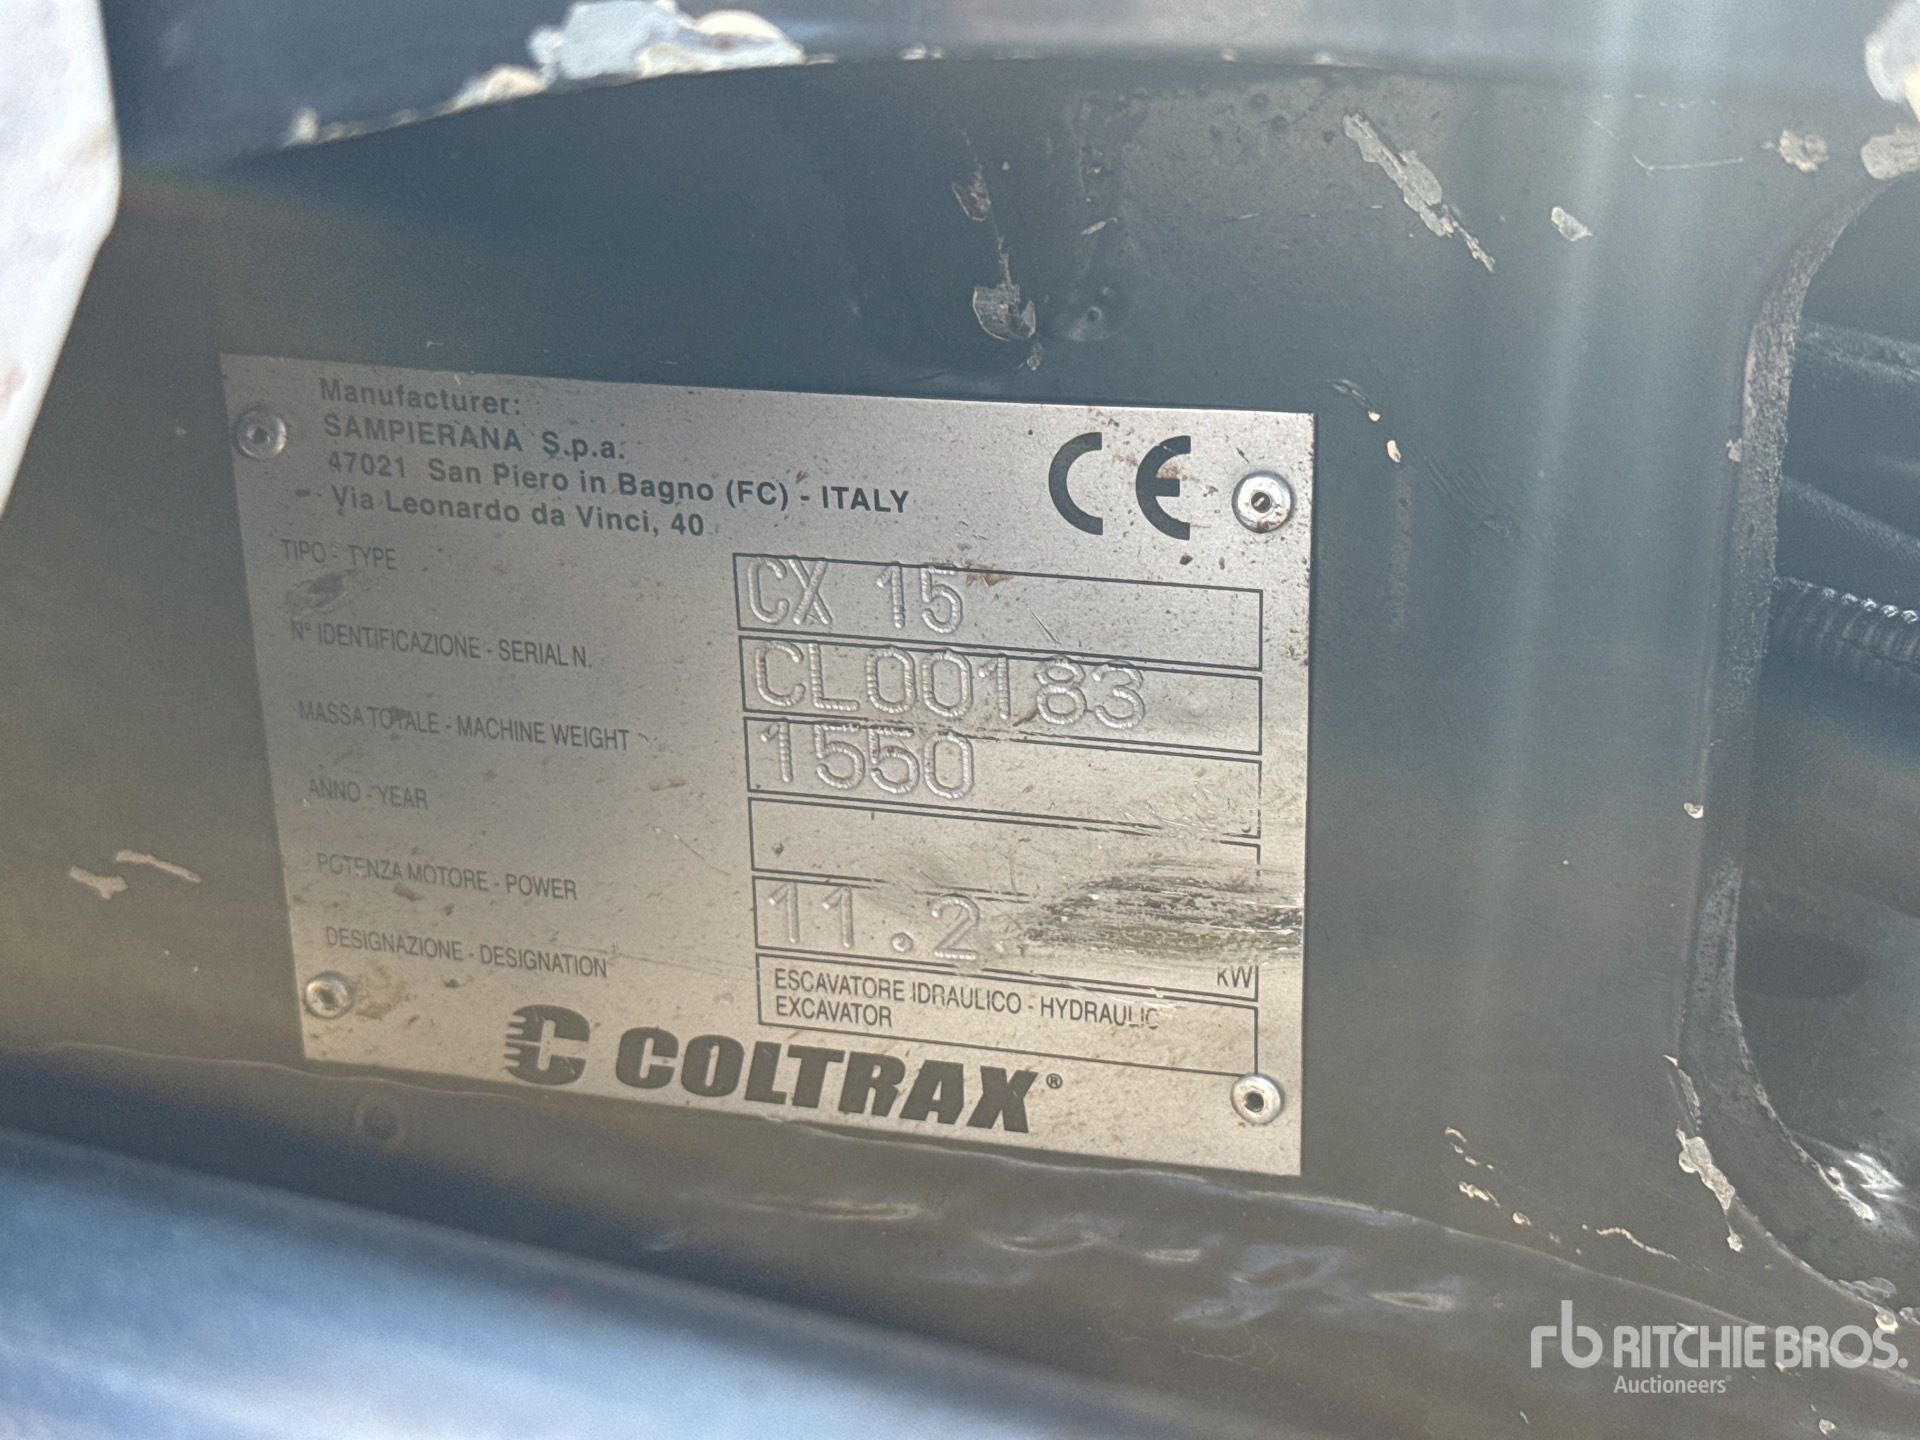 Manufacturer:
SAMPIERANA S.p.a.
47021 San Piero in Bagno (FC) - ITALY
Via Leonardo da Vinci, 40
CE
TIPO - TYPE CX 15
N° IDENTIFICAZIONE - SERIAL N. CL00183
MASSA TOTALE - MACHINE WEIGHT 1550
ANNO - YEAR
POTENZA MOTORE - POWER 11.2 KW
DESIGNAZIONE - DESIGNATION ESCAVATORE IDRAULICO - HYDRAULIC
EXCAVATOR
COLTRAX®
rb RITCHIE BROS.
Auctioneers